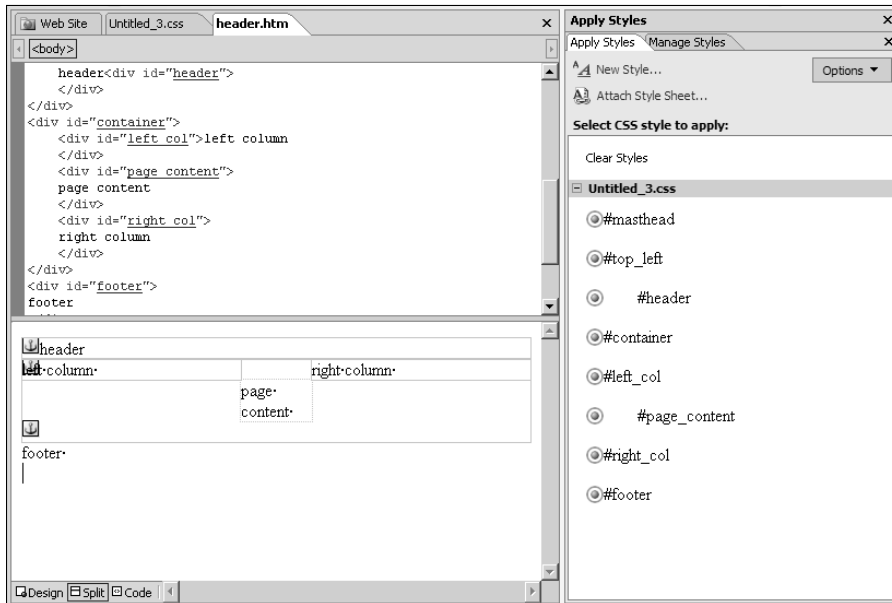 Web Site
Untitled_3.css
header.htm
x
<body>
header<div id="header">
</div>
</div>
<div id="container">
<div id="left_col">left column
</div>
<div id="page_content">
page content
</div>
<div id="right_col">
right column
</div>
</div>
<div id="footer">
footer
header
left·column·
right·column·
page·
content·
footer·
Design
Split
Code
Apply Styles
x
Apply Styles
Manage Styles
x
New Style...
Options
Attach Style Sheet...
Select CSS style to apply:
Clear Styles
Untitled_3.css
#masthead
#top_left
#header
#container
#left_col
#page_content
#right_col
#footer